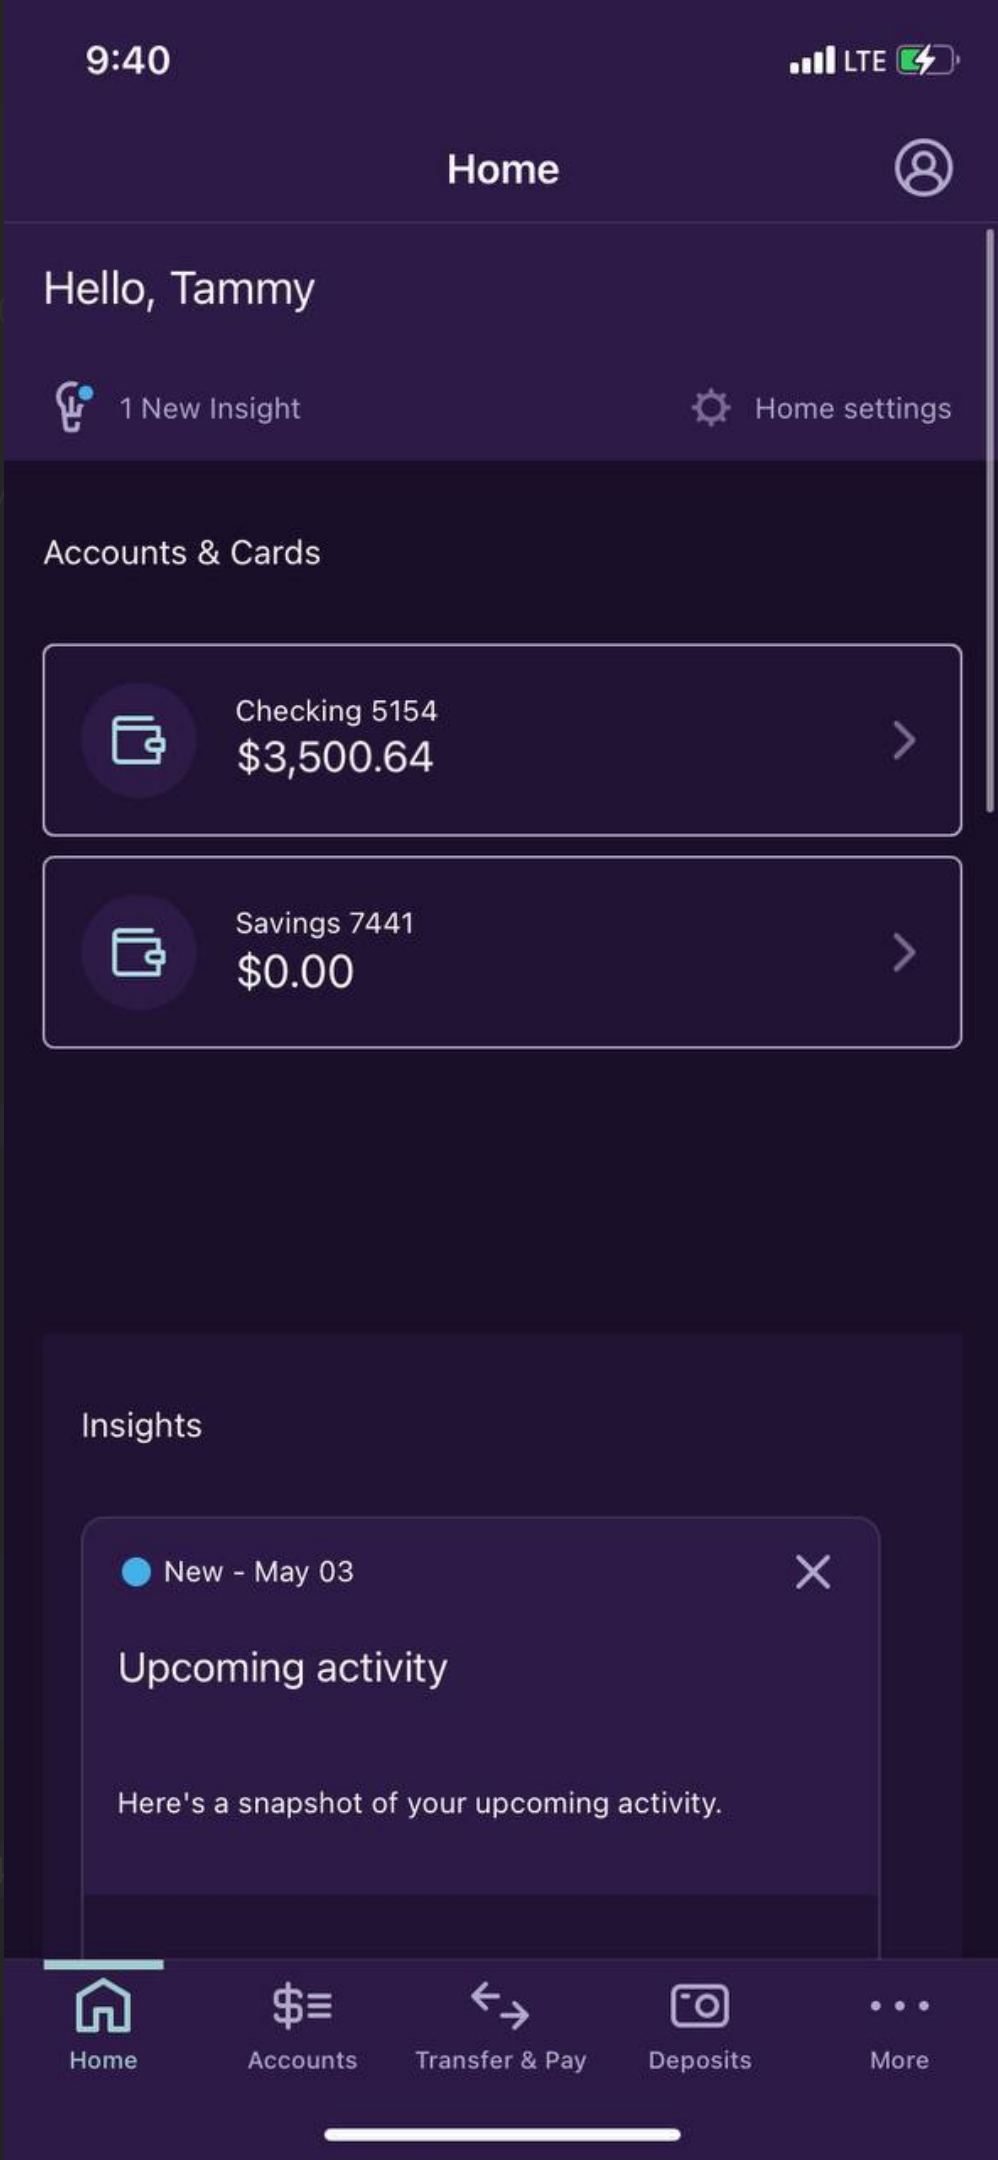 9:40
LTE
Home
Hello, Tammy
1 New Insight
Home settings
Accounts & Cards
Checking 5154
$3,500.64
Savings 7441
$0.00
Insights
New - May 03
Upcoming activity
Here's a snapshot of your upcoming activity.
Home
Accounts
Transfer & Pay
Deposits
More